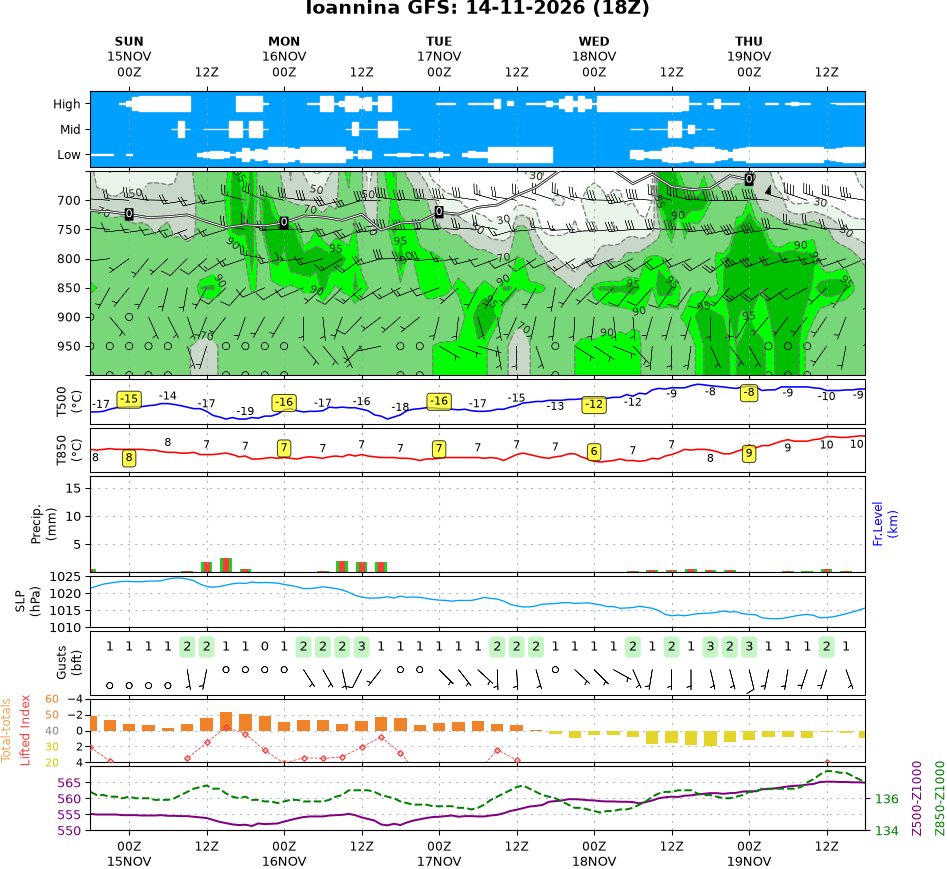 Ioannina GFS: 14-11-2026 (18Z)
SUN MON TUE WED THU
15NOV 16NOV 17NOV 18NOV 19NOV
00Z 12Z 00Z 12Z 00Z 12Z 00Z 12Z 00Z 12Z
High
Mid
Low
700
750
800
850
900
950
0 0 0 0
T500 (°C)
-17 -15 -14 -17 -19 -16 -17 -16 -18 -16 -17 -15 -13 -12 -12 -9 -8 -8 -9 -10 -9
T850 (°C)
8 8 8 7 7 7 7 7 7 7 7 7 7 6 7 7 8 9 9 10 10
Precip. (mm)
15
10
5
Fr.Level (km)
SLP (hPa)
1025
1020
1015
1010
Gusts (bft)
1 1 1 1 2 2 1 1 0 1 2 2 2 3 1 1 1 1 1 1 2 2 2 1 1 1 1 2 1 2 1 3 2 3 1 1 1 2 1
Total-totals
Lifted Index
60 −4
50 −2
40 0
30 2
20 4
565
560
555
550
136
134
Z500-Z1000
Z850-Z1000
00Z 12Z 00Z 12Z 00Z 12Z 00Z 12Z 00Z 12Z
15NOV 16NOV 17NOV 18NOV 19NOV